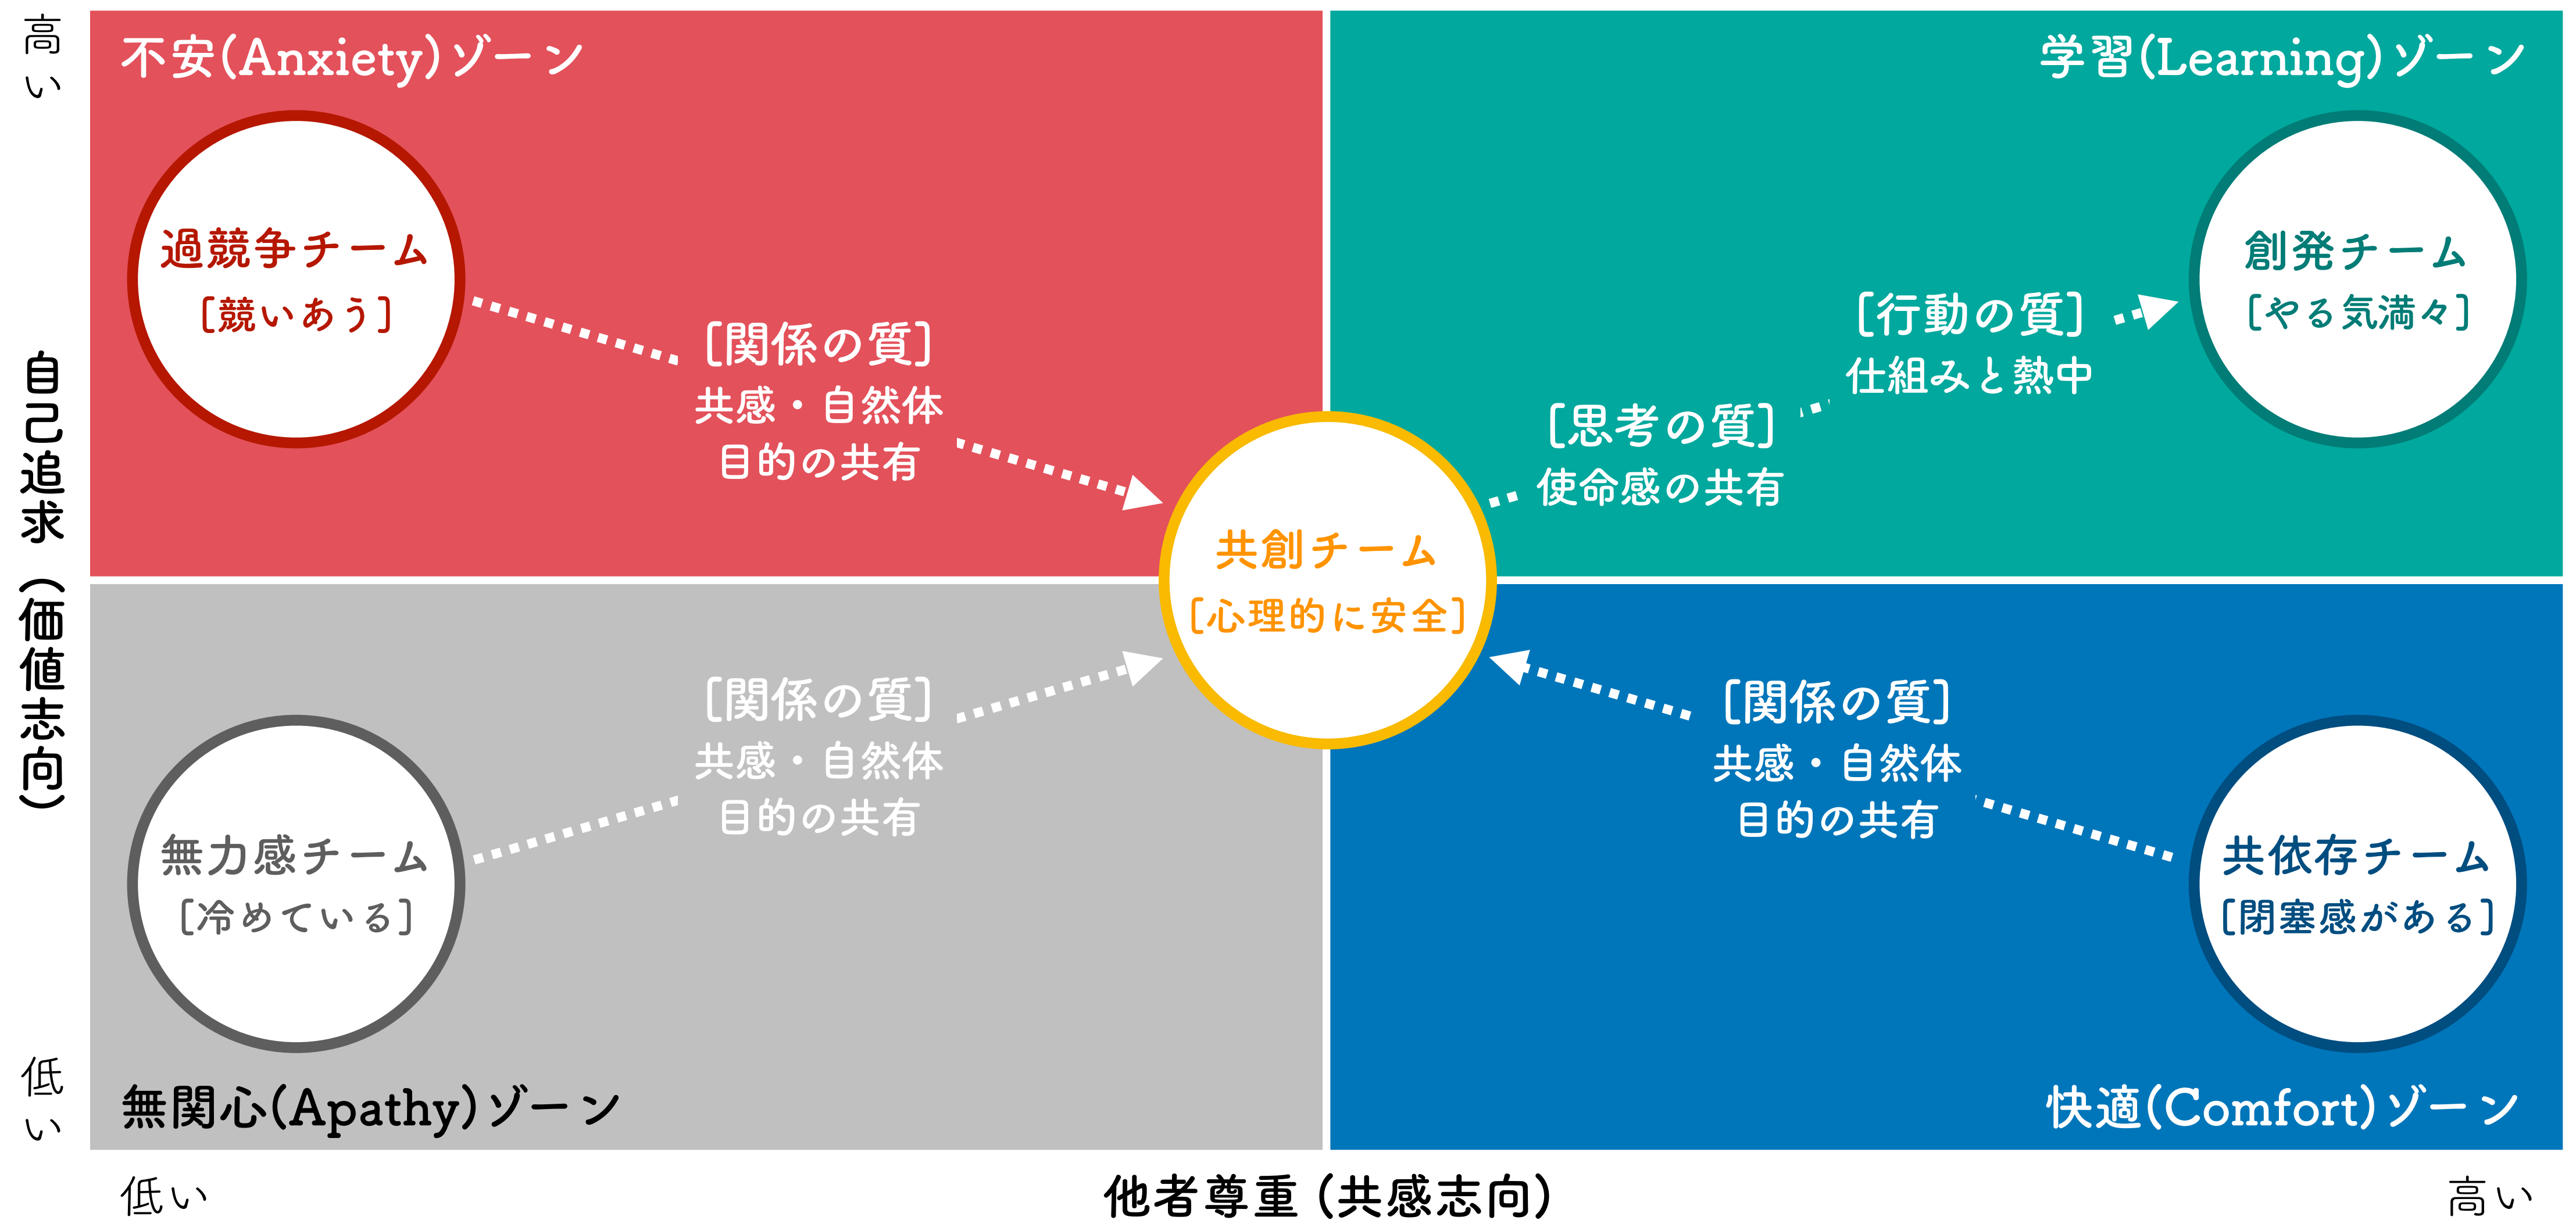 高い
自己追求（価値志向）
低い
不安(Anxiety)ゾーン
過競争チーム
[競いあう]
[関係の質]
共感・自然体
目的の共有
学習(Learning)ゾーン
創発チーム
[やる気満々]
[行動の質]
仕組みと熱中
[思考の質]
使命感の共有
共創チーム
[心理的に安全]
[関係の質]
共感・自然体
目的の共有
無力感チーム
[冷めている]
無関心(Apathy)ゾーン
[関係の質]
共感・自然体
目的の共有
共依存チーム
[閉塞感がある]
快適(Comfort)ゾーン
低い
他者尊重(共感志向)
高い